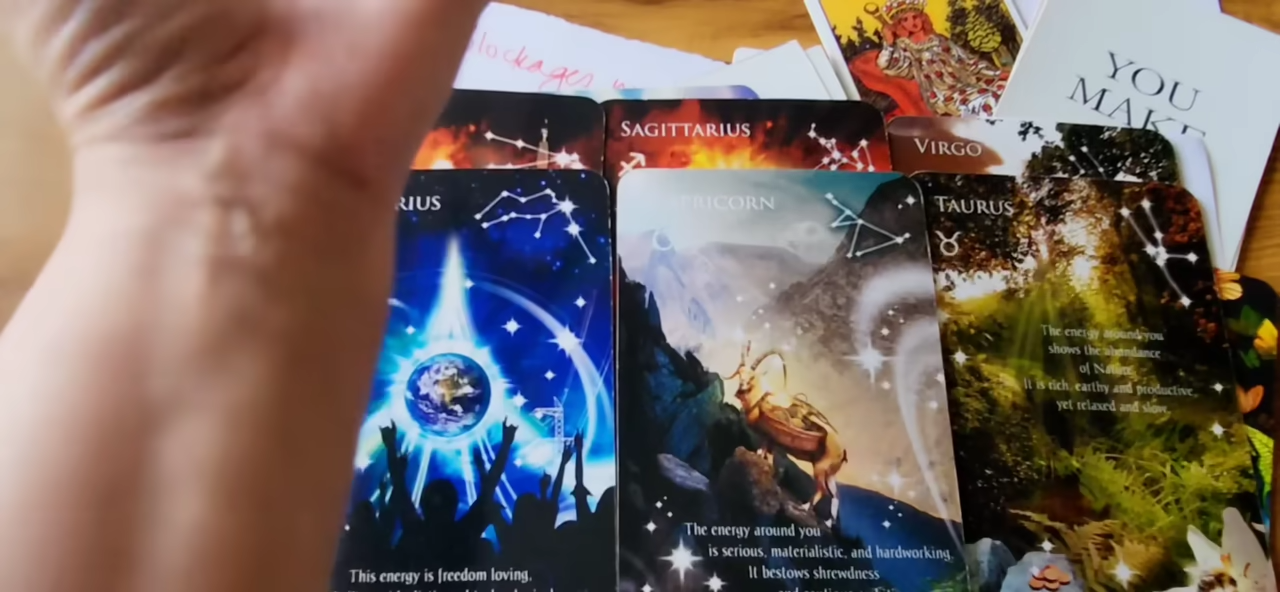 lockages
YOU
MAKE
SAGITTARIUS
VIRGO
RIUS
PRICORN
TAURUS
The energy around you
shows the abundance
of Nature.
It is rich, earthy and productive,
yet relaxed and slow.
The energy around you
is serious, materialistic, and hardworking.
It bestows shrewdness
This energy is freedom loving,